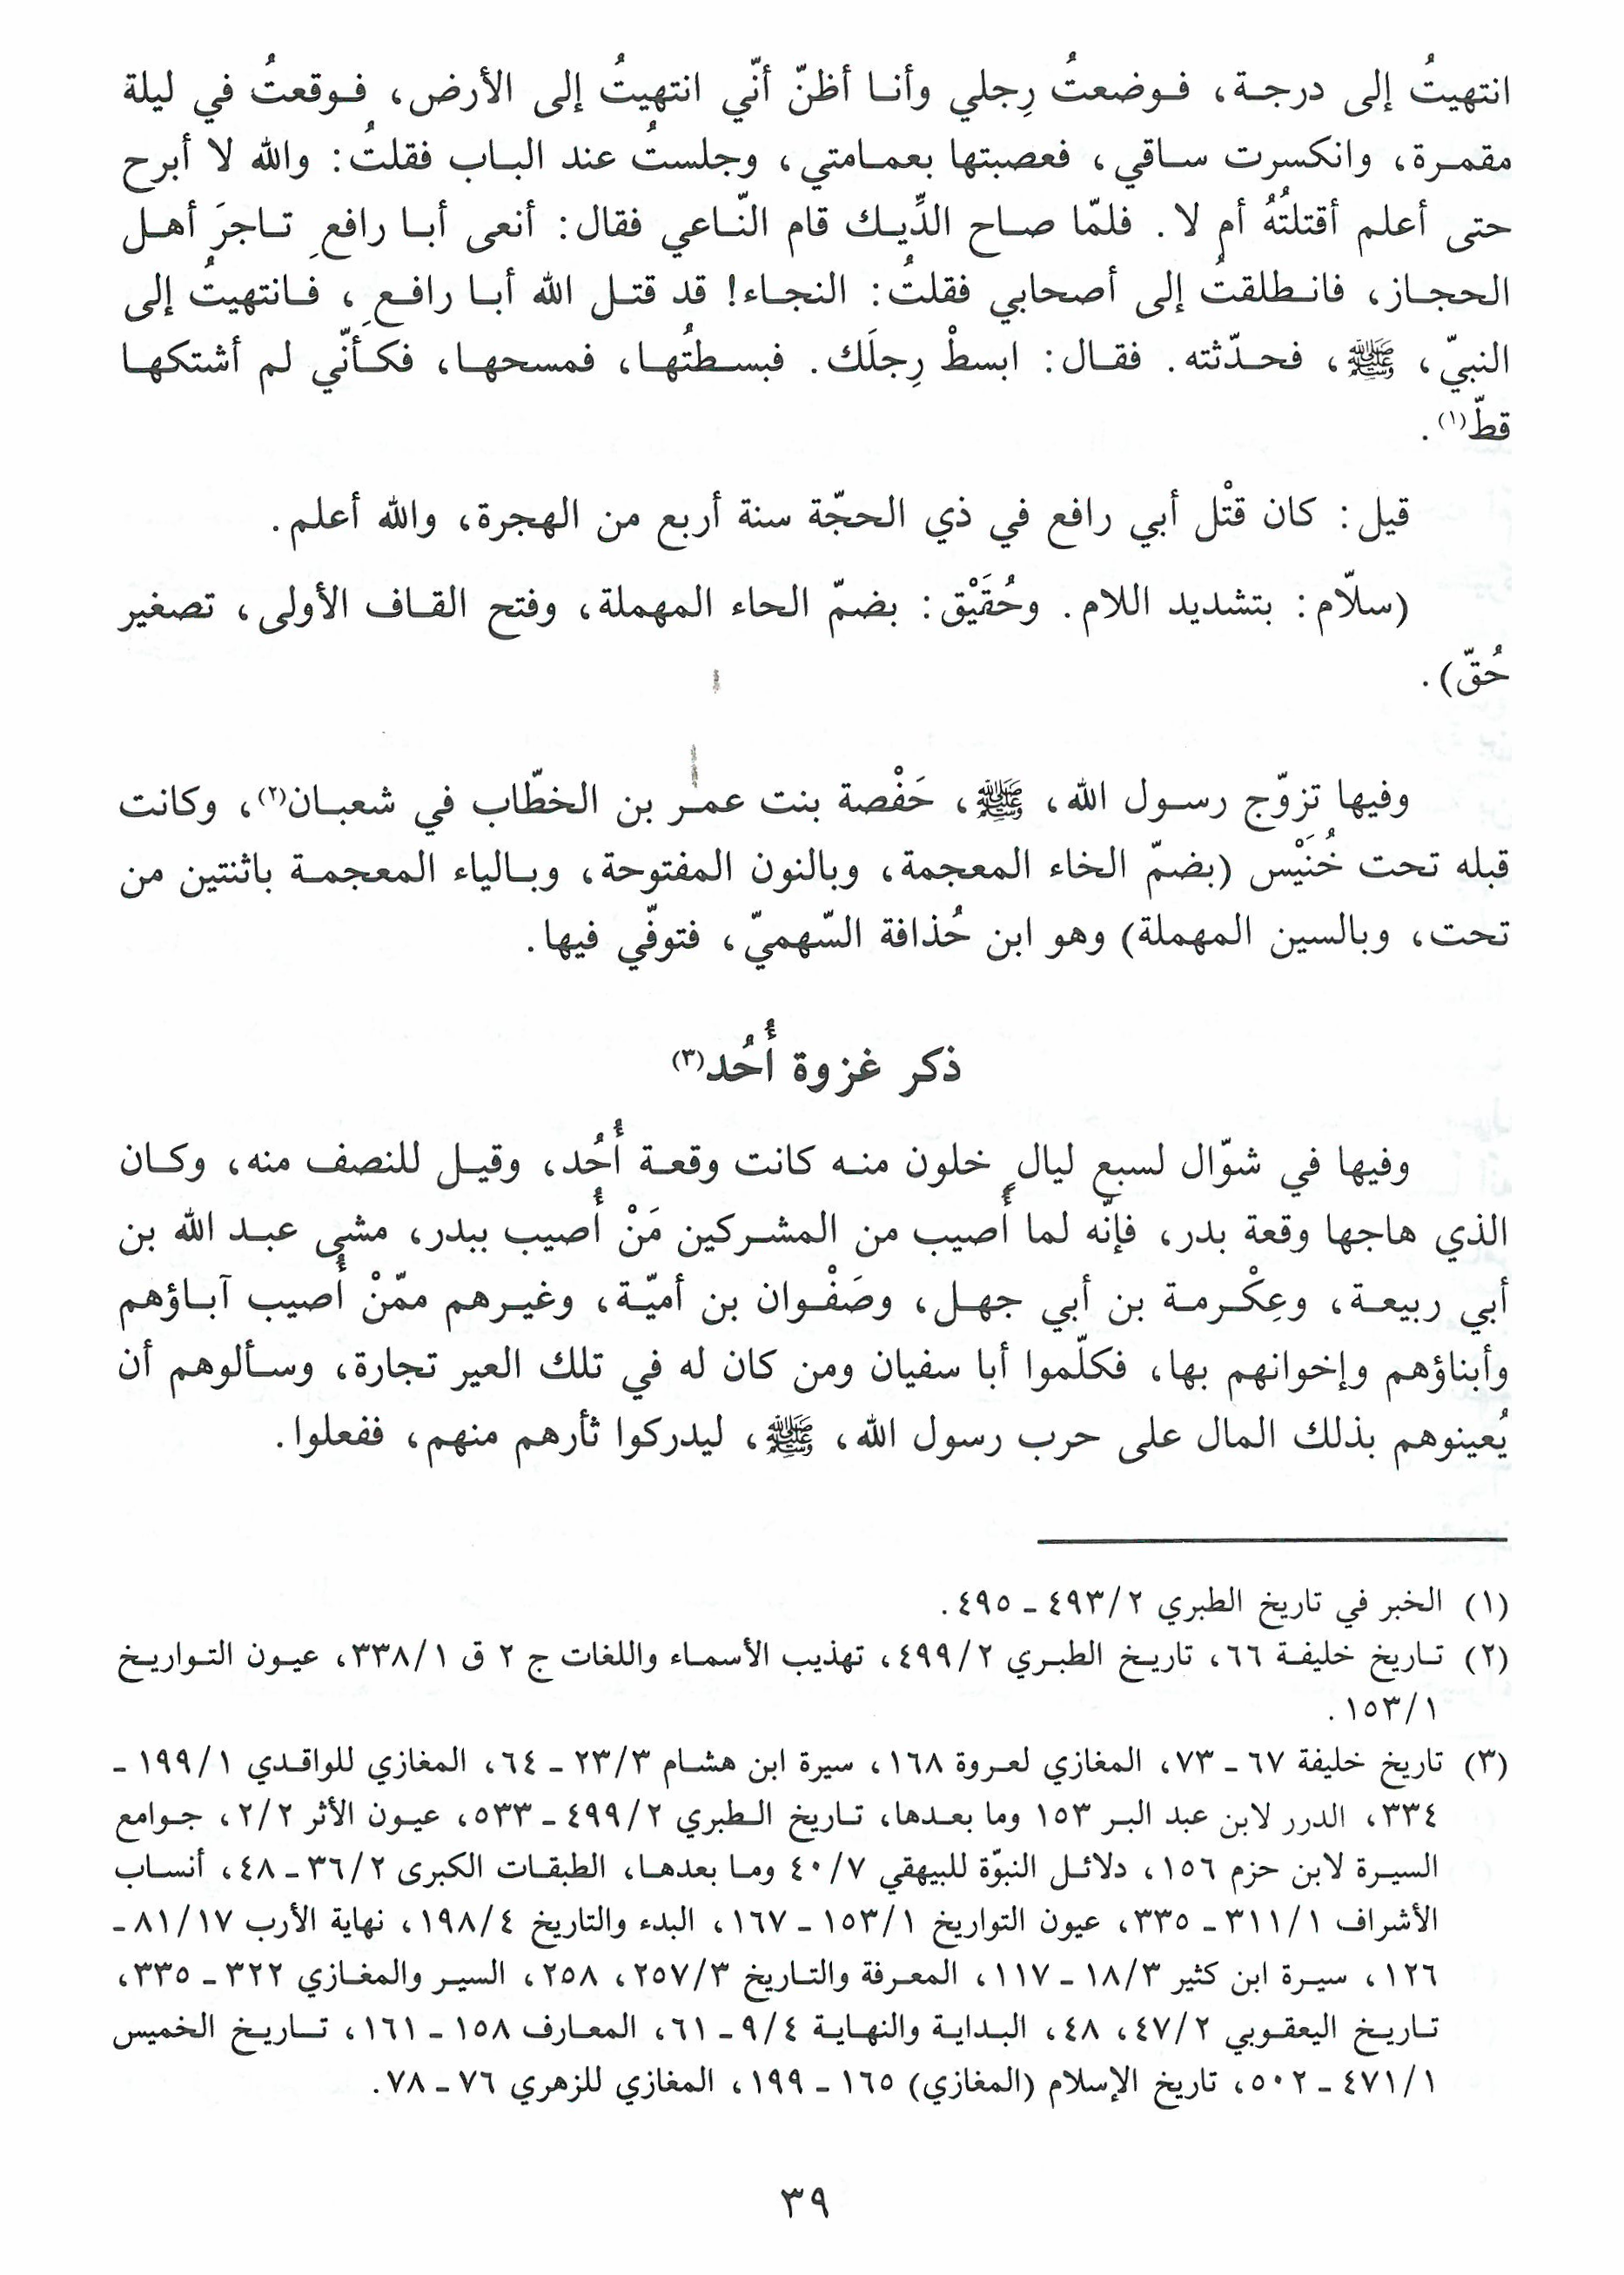 انتهيتُ إلى درجة، فوضعتُ رِجلي وأنا أظنّ أنّي انتهيتُ إلى الأرض، فوقعتُ في ليلة
مقمرة، وانكسرت ساقي، فعصبتها بعمامتي، وجلستُ عند الباب فقلتُ: والله لا أبرح
حتى أعلم أقتلتُهُ أم لا. فلمّا صاح الدِّيك قام النّاعي فقال: أنعى أبا رافعٍ تاجرَ أهل
الحجاز، فانطلقتُ إلى أصحابي فقلتُ: النجاء! قد قتل الله أبا رافعٍ، فانتهيتُ إلى
النبيّ، ﷺ، فحدّثته. فقال: ابسطْ رِجلَك. فبسطتُها، فمسحها، فكأنّي لم أشتكها
قطّ(١).
قيل: كان قتْل أبي رافع في ذي الحجّة سنة أربع من الهجرة، والله أعلم.
(سلّام: بتشديد اللام. وحُقَيْق: بضمّ الحاء المهملة، وفتح القاف الأولى، تصغير
حُقّ).
وفيها تزوّج رسول الله، ﷺ، حَفْصة بنت عمر بن الخطّاب في شعبان(٢)، وكانت
قبله تحت خُنَيْس (بضمّ الخاء المعجمة، وبالنون المفتوحة، وبالياء المعجمة باثنتين من
تحت، وبالسين المهملة) وهو ابن حُذافة السّهميّ، فتوفّي فيها.
ذكر غزوة أُحُد(٣)
وفيها في شوّال لسبع ليالٍ خلون منه كانت وقعة أُحُد، وقيل للنصف منه، وكان
الذي هاجها وقعة بدر، فإنّه لما أُصيب من المشركين مَنْ أُصيب ببدر، مشى عبد الله بن
أبي ربيعة، وعِكْرمة بن أبي جهل، وصَفْوان بن أميّة، وغيرهم ممّنْ أُصيب آباؤهم
وأبناؤهم وإخوانهم بها، فكلّموا أبا سفيان ومن كان له في تلك العير تجارة، وسألوهم أن
يُعينوهم بذلك المال على حرب رسول الله، ﷺ، ليدركوا ثأرهم منهم، ففعلوا.
(١) الخبر في تاريخ الطبري ٤٩٣/٢ ـ ٤٩٥.
(٢) تاريخ خليفة ٦٦، تاريخ الطبري ٤٩٩/٢، تهذيب الأسماء واللغات ج ٢ ق ٣٣٨/١، عيون التواريخ
١٥٣/١.
(٣) تاريخ خليفة ٦٧ ـ ٧٣، المغازي لعروة ١٦٨، سيرة ابن هشام ٢٣/٣ ـ ٦٤، المغازي للواقدي ١٩٩/١ ـ
٣٣٤، الدرر لابن عبد البر ١٥٣ وما بعدها، تاريخ الطبري ٤٩٩/٢ ـ ٥٣٣، عيون الأثر ٢/٢، جوامع
السيرة لابن حزم ١٥٦، دلائل النبوّة للبيهقي ٤٠/٧ وما بعدها، الطبقات الكبرى ٣٦/٢ ـ ٤٨، أنساب
الأشراف ٣١١/١ ـ ٣٣٥، عيون التواريخ ١٥٣/١ ـ ١٦٧، البدء والتاريخ ١٩٨/٤، نهاية الأرب ٨١/١٧ ـ
١٢٦، سيرة ابن كثير ١٨/٣ ـ ١١٧، المعرفة والتاريخ ٢٥٧/٣، ٢٥٨، السير والمغازي ٣٢٢ ـ ٣٣٥،
تاريخ اليعقوبي ٤٧/٢، ٤٨، البداية والنهاية ٩/٤ ـ ٦١، المعارف ١٥٨ ـ ١٦١، تاريخ الخميس
٤٧١/١ ـ ٥٠٢، تاريخ الإسلام (المغازي) ١٦٥ ـ ١٩٩، المغازي للزهري ٧٦ ـ ٧٨.
٣٩